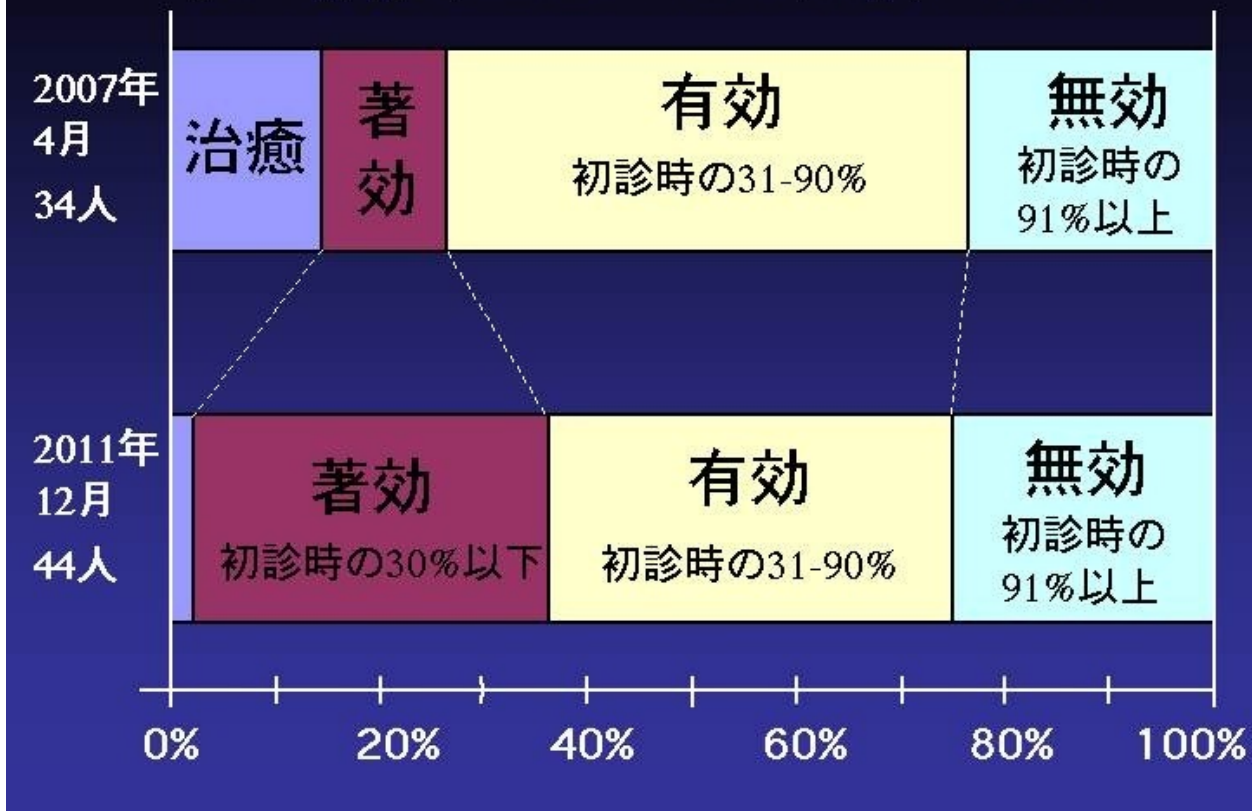 2007年
4月
34人
治癒
著
効
有効
初診時の31-90%
無効
初診時の
91%以上
2011年
12月
44人
著効
初診時の30%以下
有効
初診時の31-90%
無効
初診時の
91%以上
0% 20% 40% 60% 80% 100%